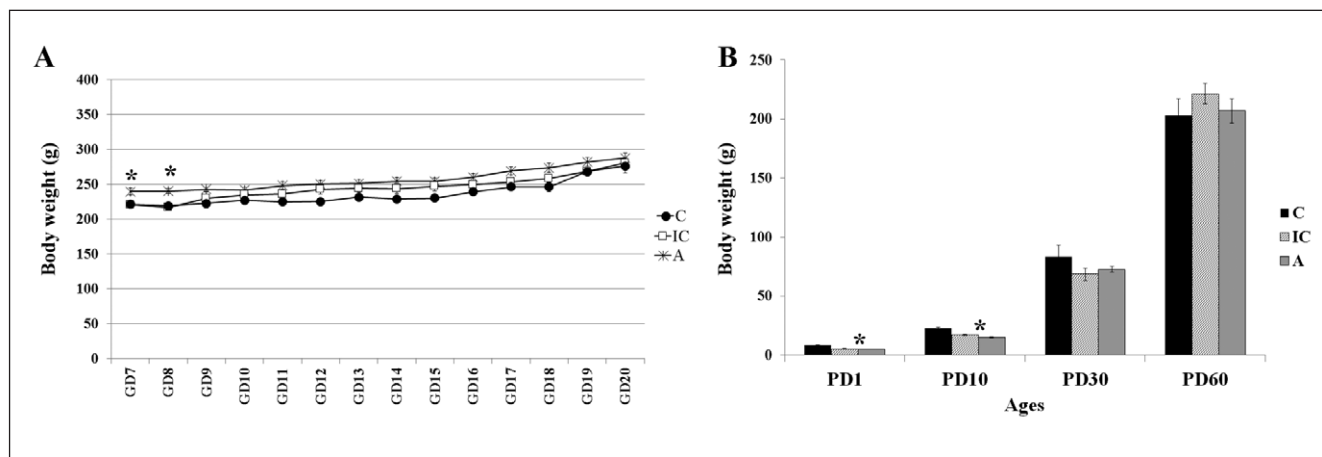 A
Body weight (g)
400
350
300
250
200
150
100
50
0
* *
GD7 GD8 GD9 GD10 GD11 GD12 GD13 GD14 GD15 GD16 GD17 GD18 GD19 GD20
C
IC
A
B
Body weight (g)
250
200
150
100
50
0
* *
PD1 PD10 PD30 PD60
Ages
C
IC
A